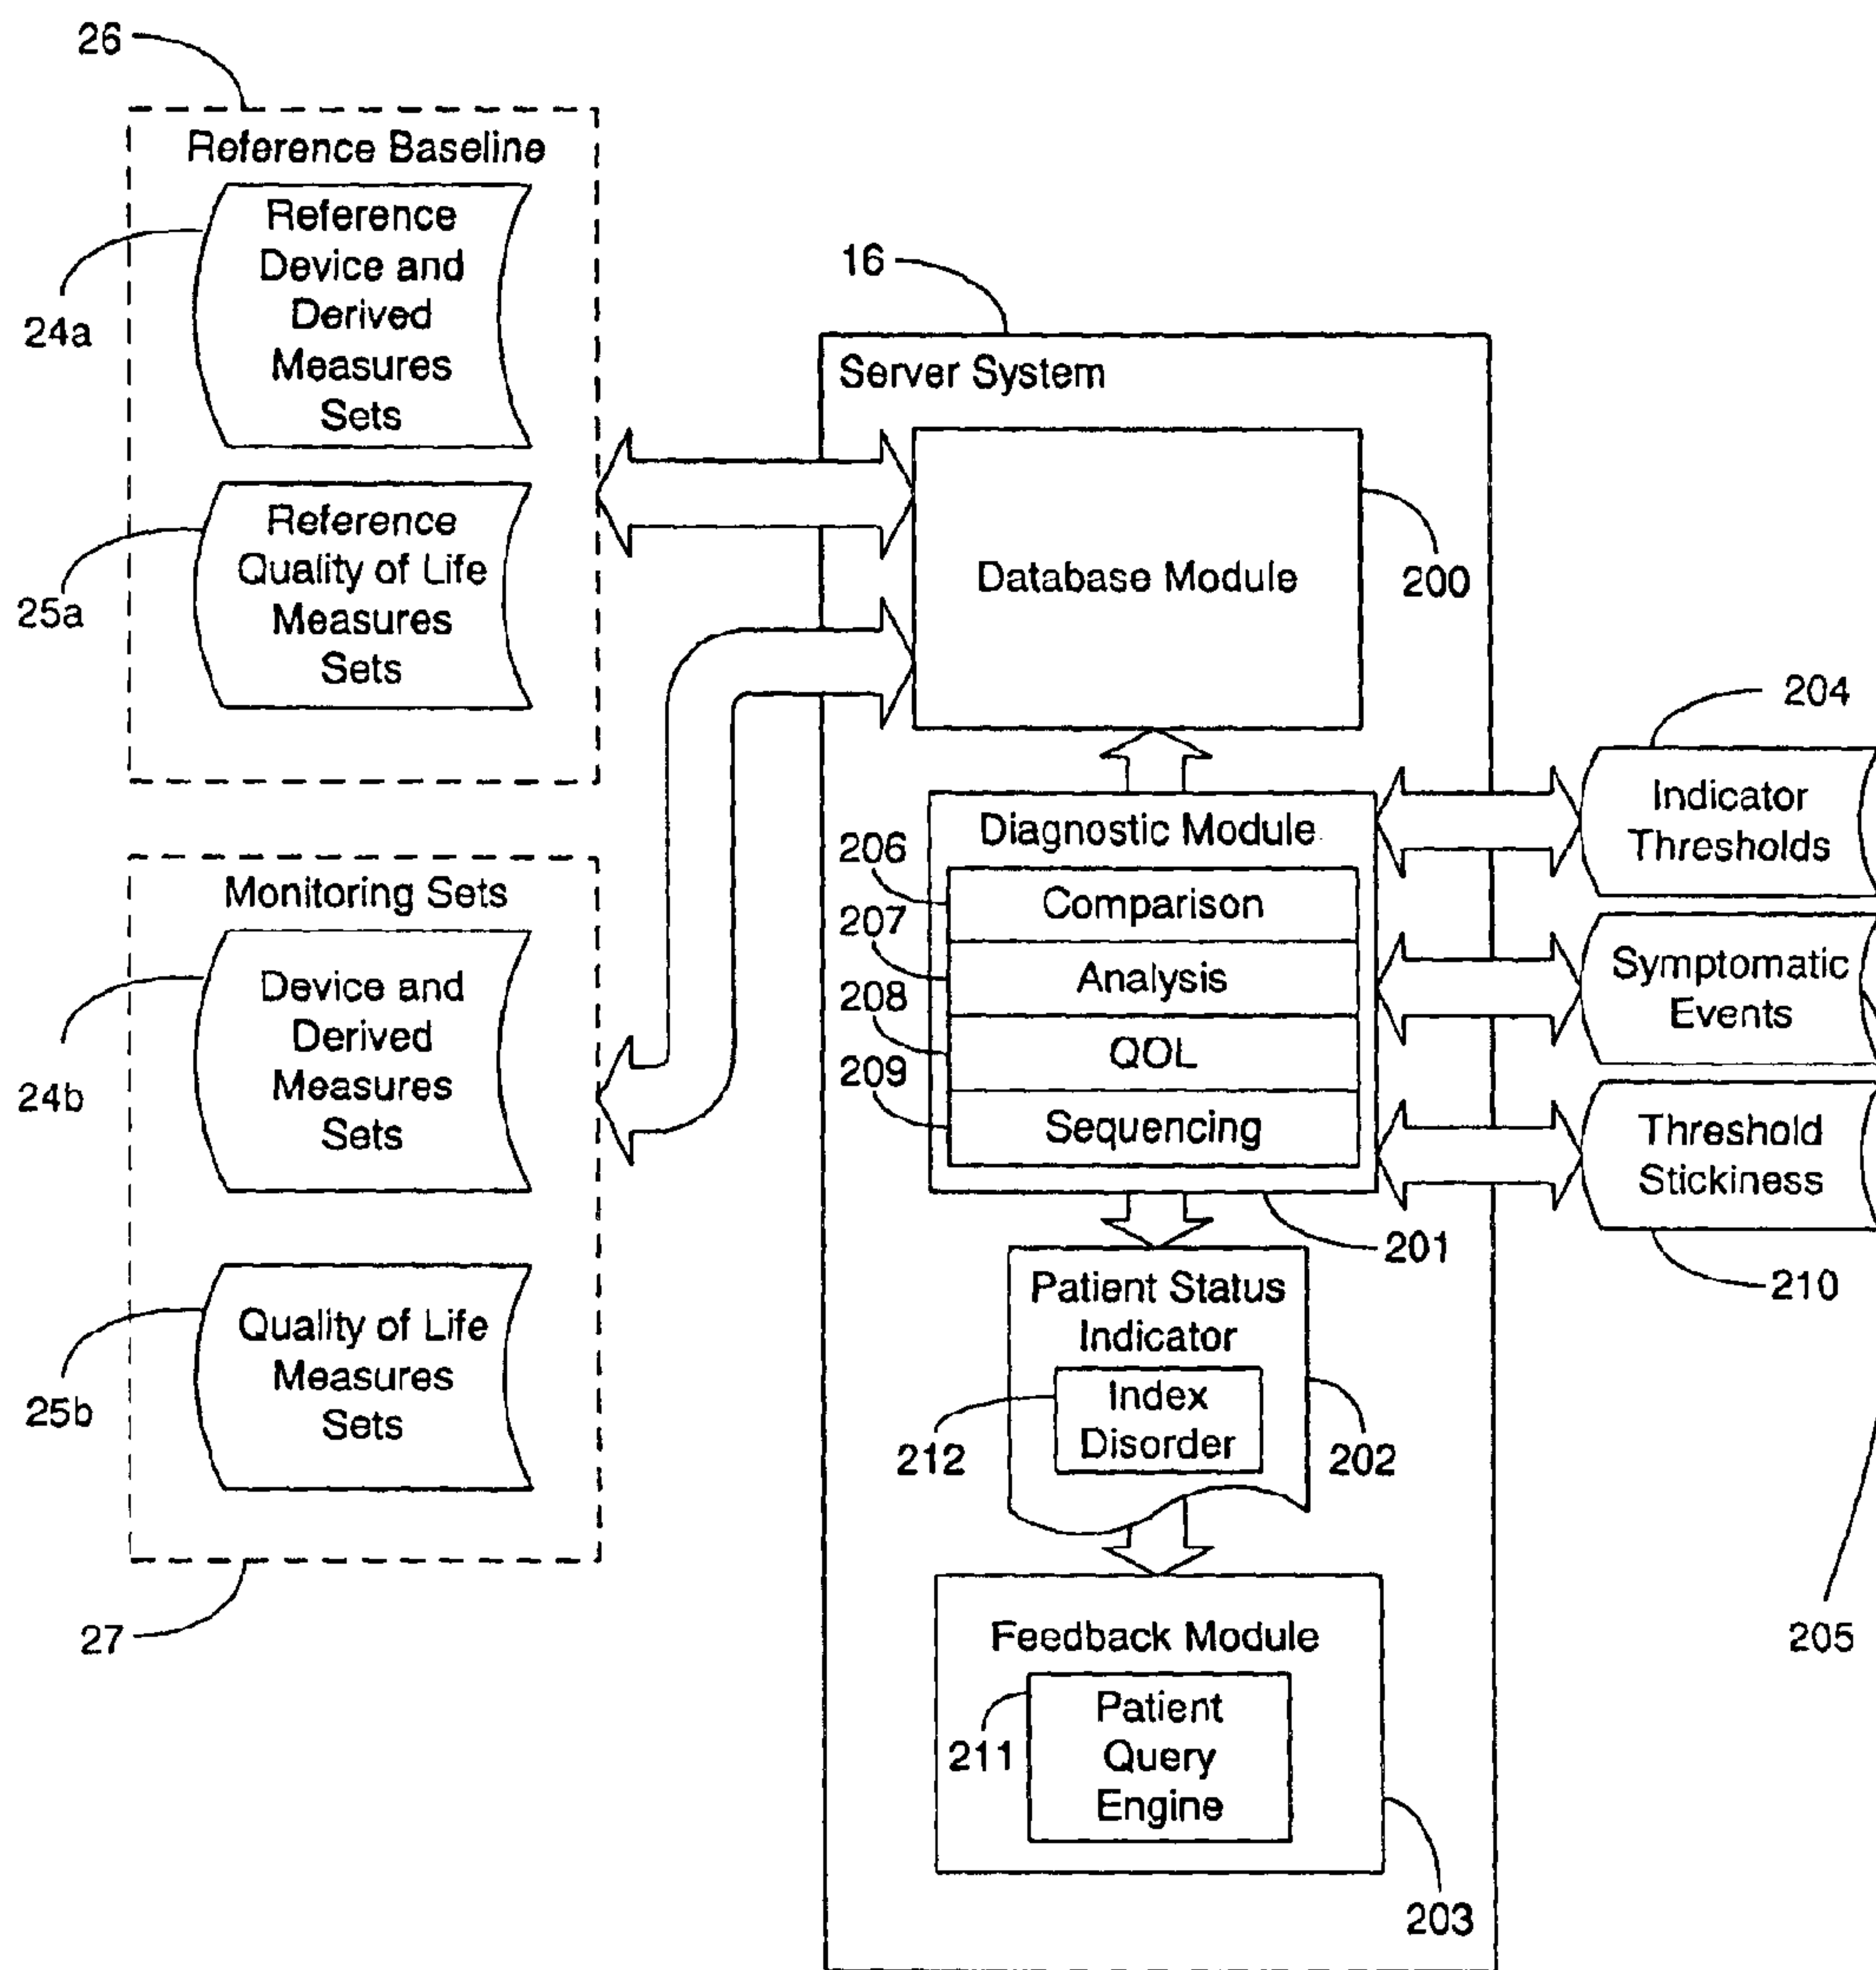 26
Reference Baseline
Reference
Device and
Derived
Measures
Sets
24a
Reference
Quality of Life
Measures
Sets
25a
Monitoring Sets
Device and
Derived
Measures
Sets
24b
Quality of Life
Measures
Sets
25b
27
16
Server System
Database Module
200
Diagnostic Module
206
Comparison
207
Analysis
208
QOL
209
Sequencing
201
204
Indicator
Thresholds
Symptomatic
Events
Threshold
Stickiness
210
205
Patient Status
Indicator
Index
Disorder
212
202
Feedback Module
Patient
Query
Engine
211
203